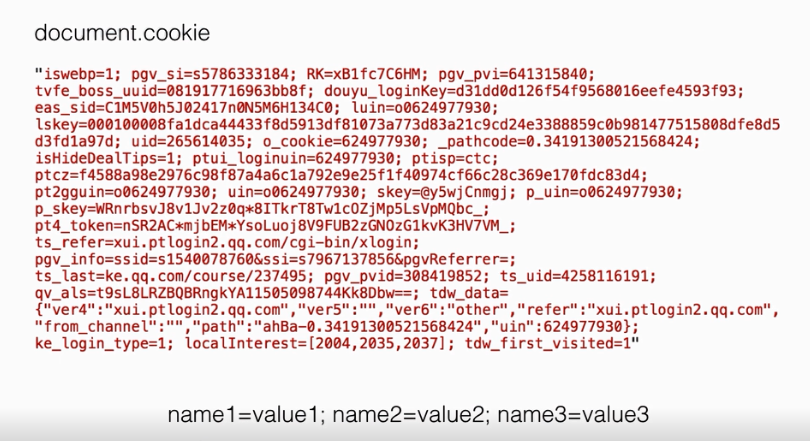 document.cookie
"iswebp=1; pgv_si=s5786333184; RK=xB1fc7C6HM; pgv_pvi=641315840;
tvfe_boss_uuid=081917716963bb8f; douyu_loginKey=d31dd0d126f54f9568016eefe4593f93;
eas_sid=C1M5V0h5J02417n0N5M6H134C0; luin=o0624977930;
lskey=000100008fa1dca44433f8d5913df81073a773d83a21c9cd24e3388859c0b981477515808dfe8d5
d3fd1a97d; uid=265614035; o_cookie=624977930; _pathcode=0.34191300521568424;
isHideDealTips=1; ptui_loginuin=624977930; ptisp=ctc;
ptcz=f4588a98e2976c98f87a4a6c1a792e9e25f1f40974cf66c28c369e170fdc83d4;
pt2gguin=o0624977930; uin=o0624977930; skey=@y5wjCnmgj; p_uin=o0624977930;
p_skey=WRnrbsvJ8v1Jv2z0q*8ITkrT8Tw1cOZjMp5LsVpMQbc_;
pt4_token=nSR2AC*mjbEM*YsoLuoj8V9FUB2zGNOzG1kvK3HV7VM_;
ts_refer=xui.ptlogin2.qq.com/cgi-bin/xlogin;
pgv_info=ssid=s1540078760&ssi=s7967137856&pgvReferrer=;
ts_last=ke.qq.com/course/237495; pgv_pvid=308419852; ts_uid=4258116191;
qv_als=t9sL8LRZBQBRngkYA11505098744Kk8Dbw==; tdw_data=
{"ver4":"xui.ptlogin2.qq.com","ver5":"","ver6":"other","refer":"xui.ptlogin2.qq.com",
"from_channel":"","path":"ahBa-0.34191300521568424","uin":624977930};
ke_login_type=1; localInterest=[2004,2035,2037]; tdw_first_visited=1"
name1=value1; name2=value2; name3=value3